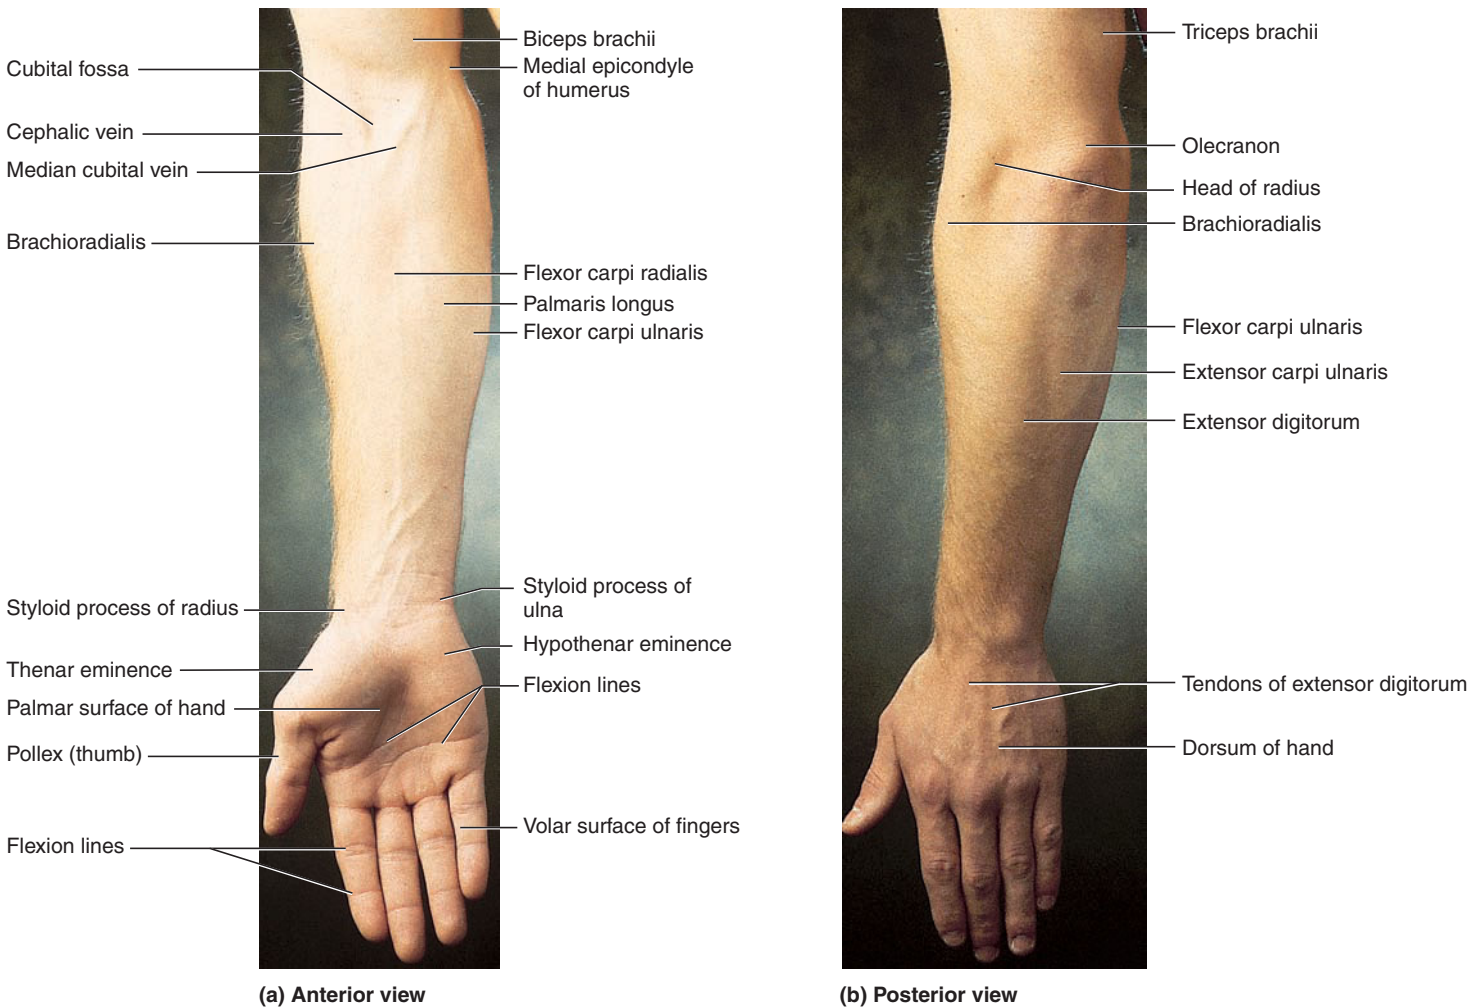 Cubital fossa
Cephalic vein
Median cubital vein
Brachioradialis
Styloid process of radius
Thenar eminence
Palmar surface of hand
Pollex (thumb)
Flexion lines
Biceps brachii
Medial epicondyle
of humerus
Flexor carpi radialis
Palmaris longus
Flexor carpi ulnaris
Styloid process of
ulna
Hypothenar eminence
Flexion lines
Volar surface of fingers
(a) Anterior view
Triceps brachii
Olecranon
Head of radius
Brachioradialis
Flexor carpi ulnaris
Extensor carpi ulnaris
Extensor digitorum
Tendons of extensor digitorum
Dorsum of hand
(b) Posterior view